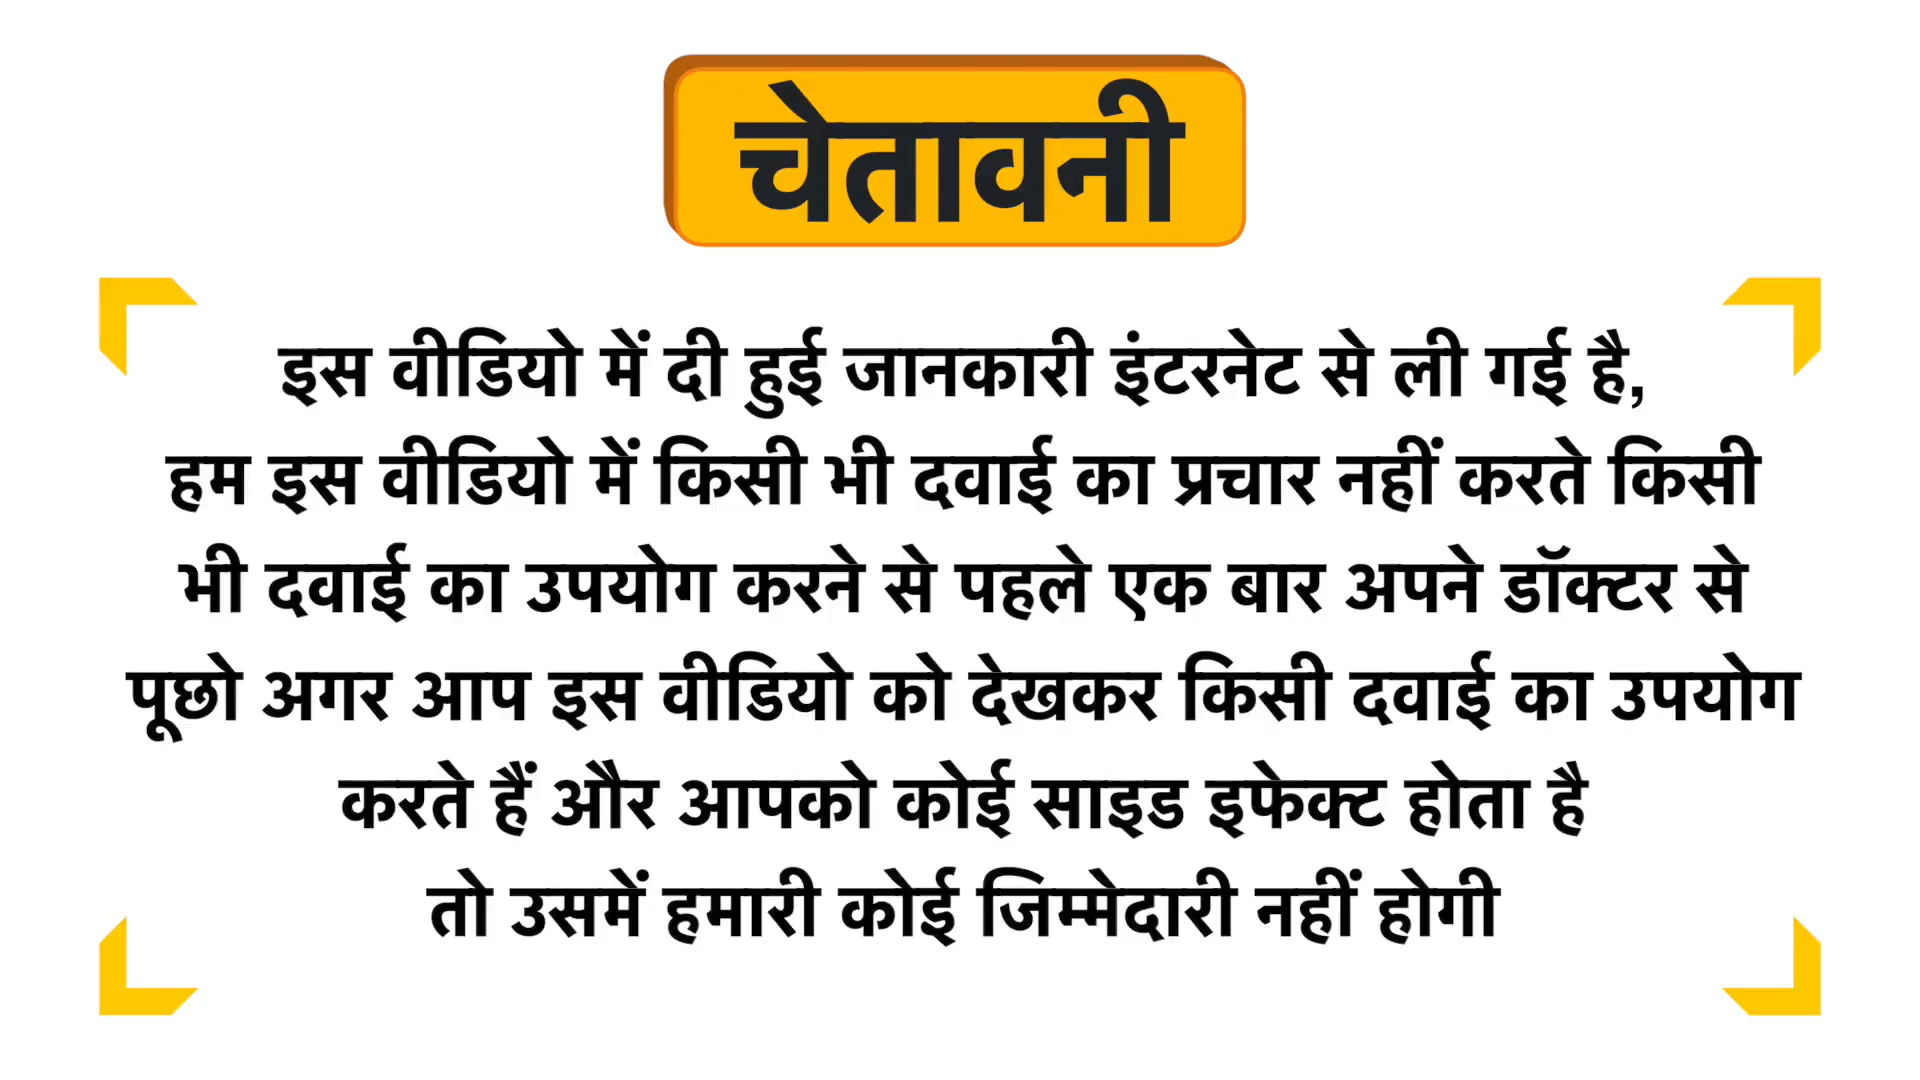 चेतावनी
इस वीडियो में दी हुई जानकारी इंटरनेट से ली गई है,
हम इस वीडियो में किसी भी दवाई का प्रचार नहीं करते किसी
भी दवाई का उपयोग करने से पहले एक बार अपने डॉक्टर से
पूछो अगर आप इस वीडियो को देखकर किसी दवाई का उपयोग
करते हैं और आपको कोई साइड इफेक्ट होता है
तो उसमें हमारी कोई जिम्मेदारी नहीं होगी